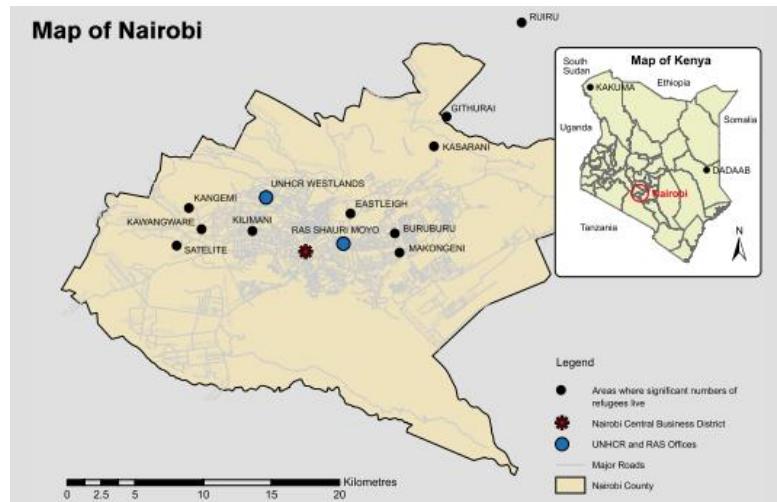 Map of Nairobi
RUIRU
GITHURAI
KASARANI
UNHCR WESTLANDS
KANGEMI
EASTLEIGH
KAWANGWARE
KILIMANI
RAS SHAURI MOYO
BURUBURU
SATELITE
MAKONGENI
Map of Kenya
South
Sudan
Ethiopia
KAKUMA
Somalia
Uganda
DADAAB
Nairobi
Tanzania
N
Legend
Areas where significant numbers of
refugees live
Nairobi Central Business District
UNHCR and RAS Offices
Major Roads
Nairobi County
Kilometres
0 2.5 5 10 15 20